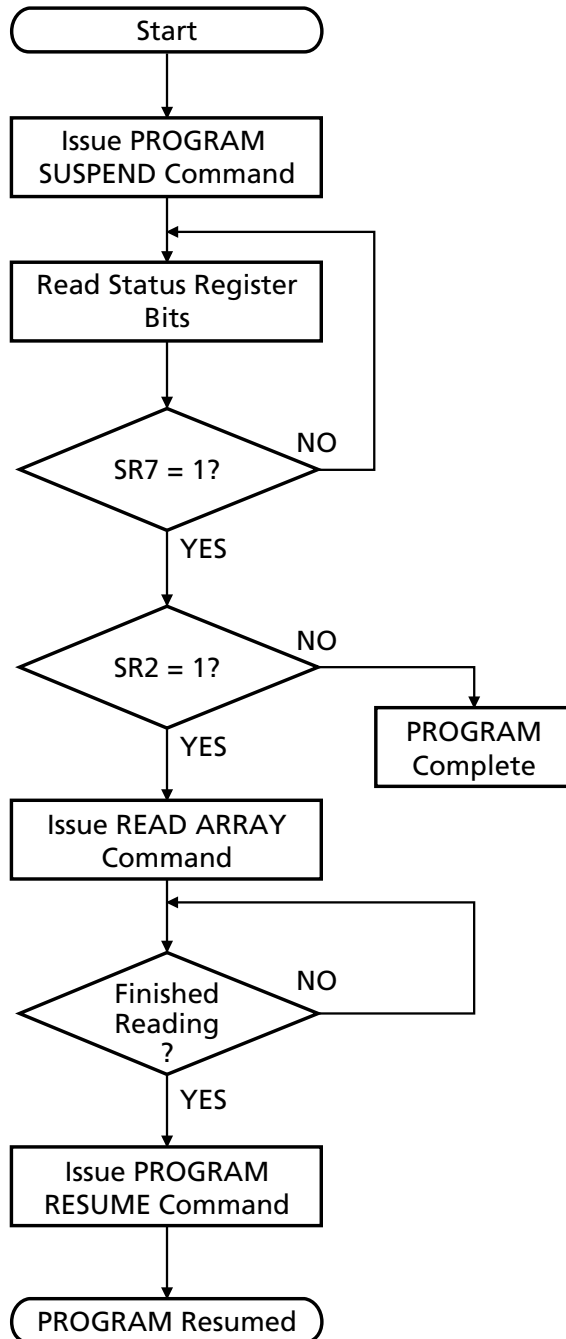 Start
Issue PROGRAM
SUSPEND Command
Read Status Register
Bits
NO
SR7 = 1?
YES
NO
SR2 = 1?
YES
PROGRAM
Complete
Issue READ ARRAY
Command
NO
Finished
Reading
?
YES
Issue PROGRAM
RESUME Command
PROGRAM Resumed